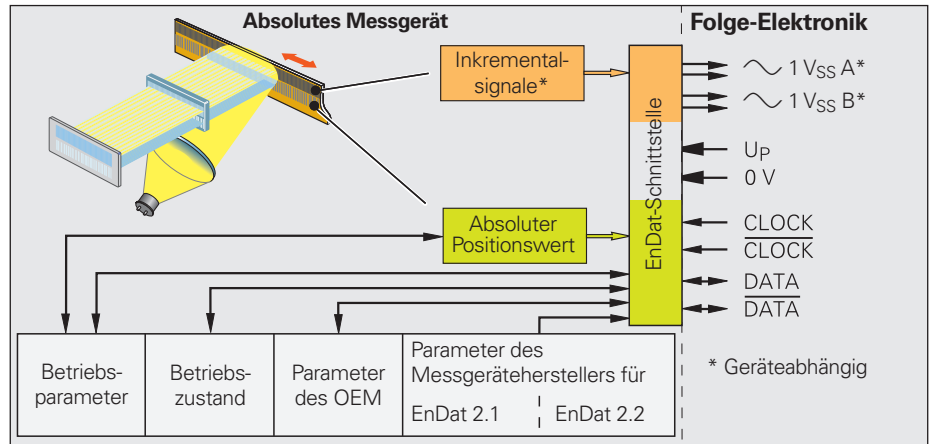 Absolutes Messgerät
Folge-Elektronik
Inkremental-
signale*
EnDat-Schnittstelle
1 VSS A*
1 VSS B*
UP
0 V
Absoluter
Positionswert
CLOCK
CLOCK
DATA
DATA
Betriebs-
parameter
Betriebs-
zustand
Parameter
des OEM
Parameter des
Messgeräteherstellers für
EnDat 2.1
EnDat 2.2
* Geräteabhängig